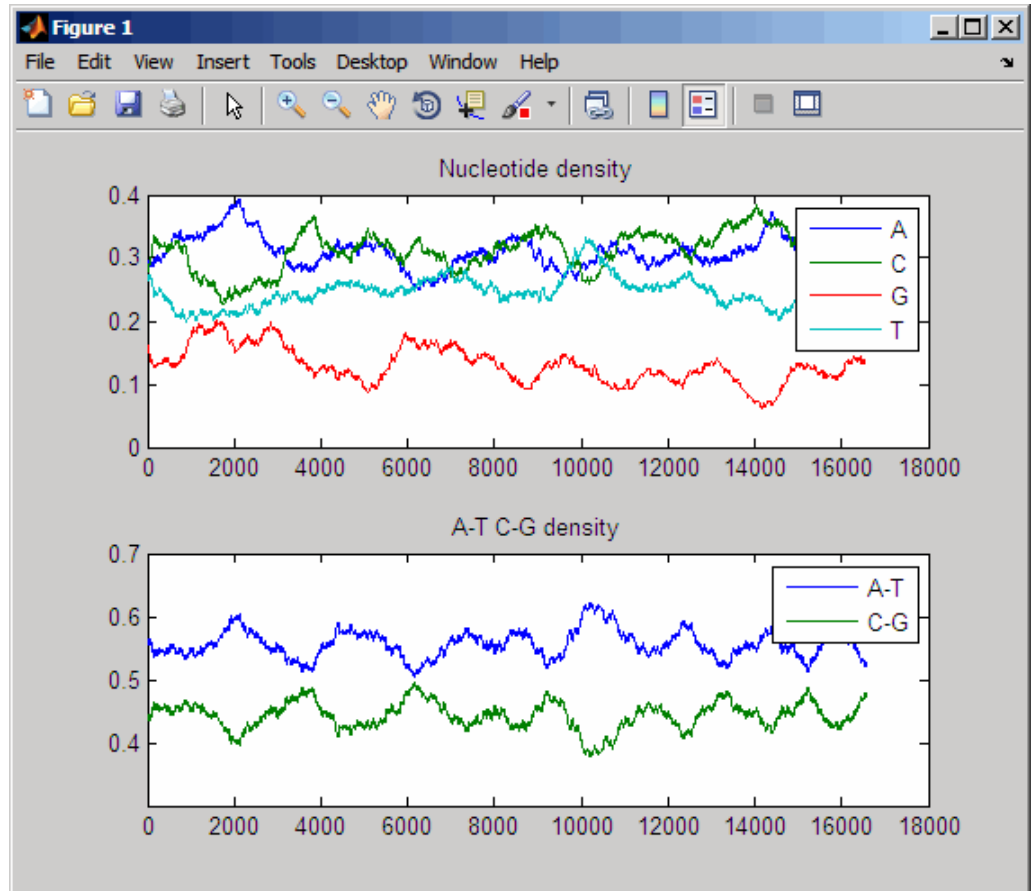 Figure 1
File Edit View Insert Tools Desktop Window Help
Nucleotide density
0.4
0.3
0.2
0.1
0
0 2000 4000 6000 8000 10000 12000 14000 16000 18000
A
C
G
T
A-T C-G density
0.7
0.6
0.5
0.4
0 2000 4000 6000 8000 10000 12000 14000 16000 18000
A-T
C-G